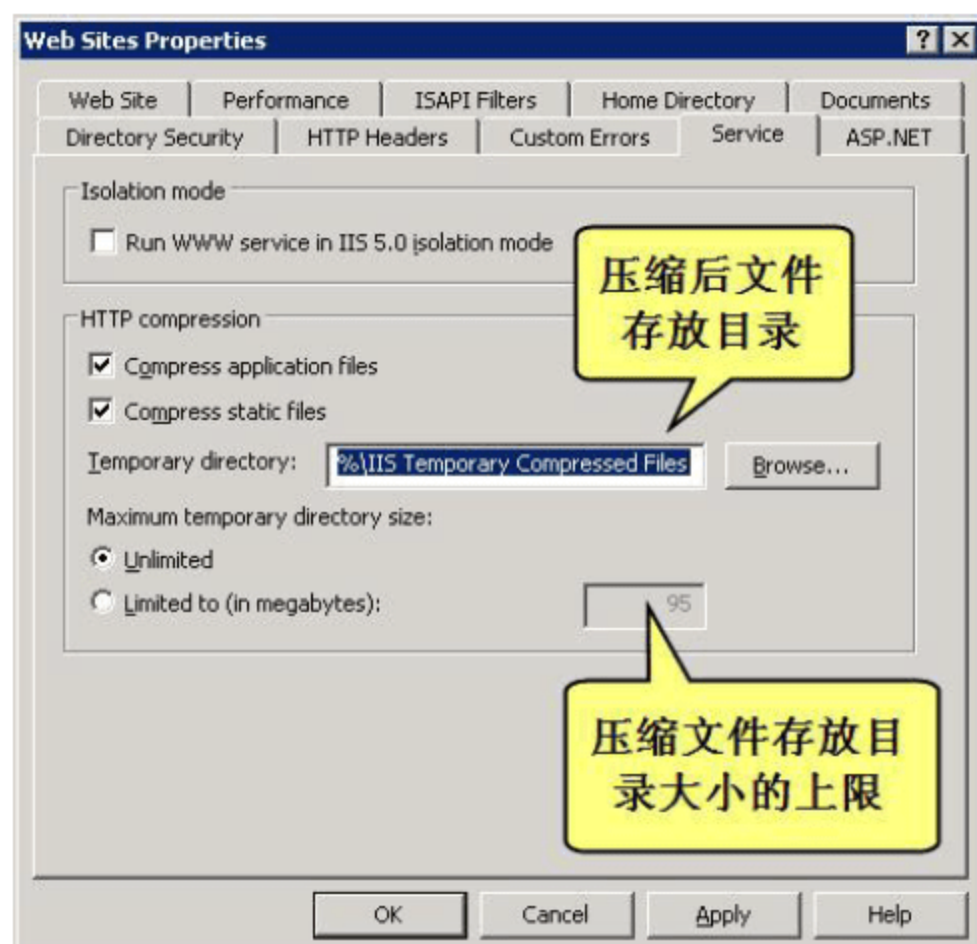 Web Sites Properties
Web Site
Performance
ISAPI Filters
Home Directory
Documents
Directory Security
HTTP Headers
Custom Errors
Service
ASP.NET
Isolation mode
Run WWW service in IIS 5.0 isolation mode
压缩后文件
存放目录
HTTP compression
Compress application files
Compress static files
Temporary directory:
%\IIS Temporary Compressed Files
Browse...
Maximum temporary directory size:
Unlimited
Limited to (in megabytes):
95
压缩文件存放目
录大小的上限
OK
Cancel
Apply
Help